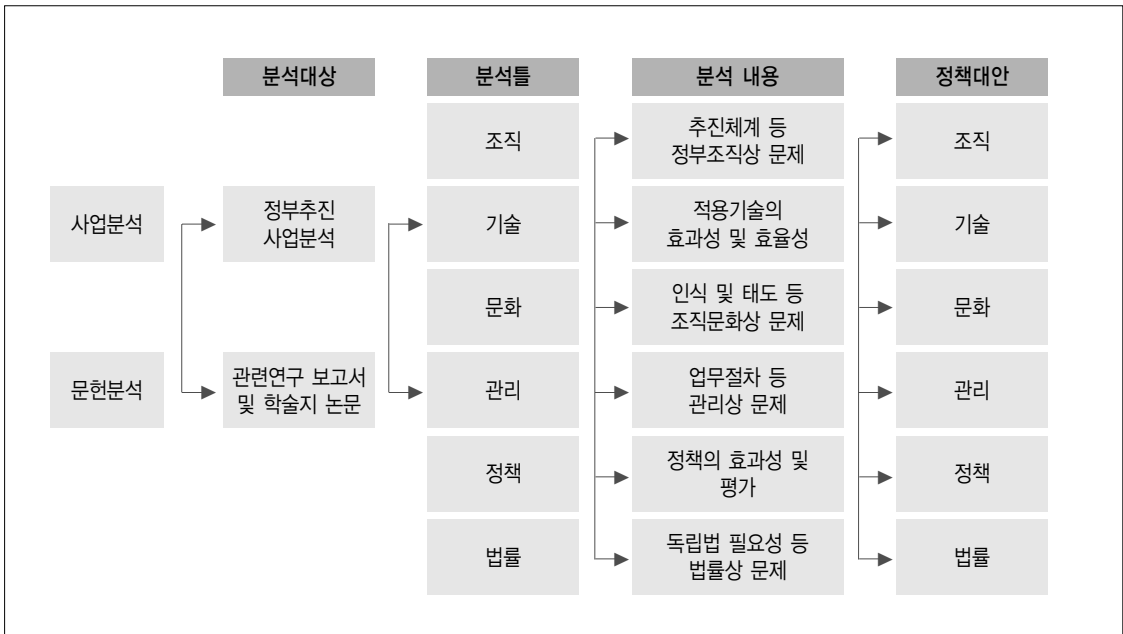 분석대상
분석틀
분석 내용
정책대안
조직
추진체계 등
정부조직상 문제
조직
사업분석
정부추진
사업분석
기술
적용기술의
효과성 및 효율성
기술
문화
인식 및 태도 등
조직문화상 문제
문화
문헌분석
관련연구 보고서
및 학술지 논문
관리
업무절차 등
관리상 문제
관리
정책
정책의 효과성 및
평가
정책
법률
독립법 필요성 등
법률상 문제
법률